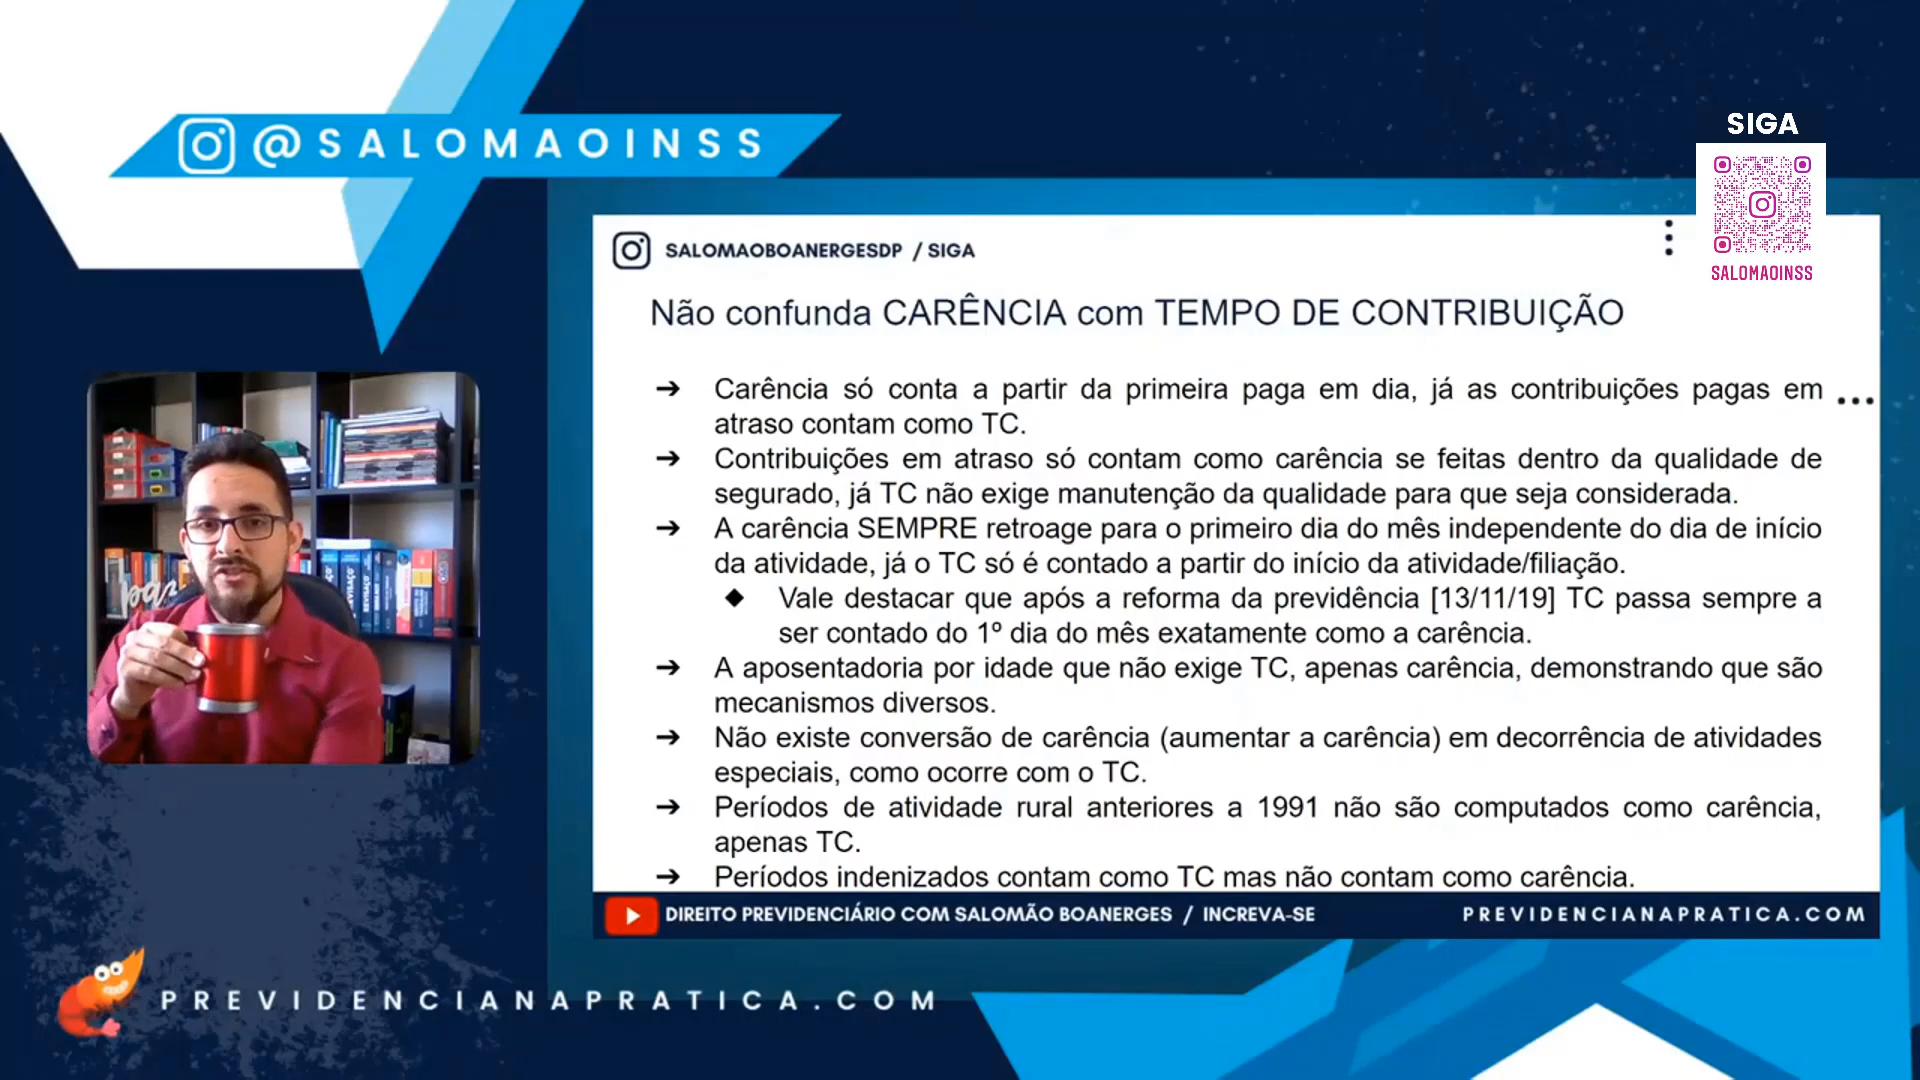 @SALOMAOINSS
SIGA
SALOMAOINSS
SALOMAOBOANERGESDP / SIGA
Não confunda CARÊNCIA com TEMPO DE CONTRIBUIÇÃO
➔ Carência só conta a partir da primeira paga em dia, já as contribuições pagas em
atraso contam como TC.
➔ Contribuições em atraso só contam como carência se feitas dentro da qualidade de
segurado, já TC não exige manutenção da qualidade para que seja considerada.
➔ A carência SEMPRE retroage para o primeiro dia do mês independente do dia de início
da atividade, já o TC só é contado a partir do início da atividade/filiação.
◆ Vale destacar que após a reforma da previdência [13/11/19] TC passa sempre a
ser contado do 1º dia do mês exatamente como a carência.
➔ A aposentadoria por idade que não exige TC, apenas carência, demonstrando que são
mecanismos diversos.
➔ Não existe conversão de carência (aumentar a carência) em decorrência de atividades
especiais, como ocorre com o TC.
➔ Períodos de atividade rural anteriores a 1991 não são computados como carência,
apenas TC.
➔ Períodos indenizados contam como TC mas não contam como carência.
DIREITO PREVIDENCIÁRIO COM SALOMÃO BOANERGES / INCREVA-SE
PREVIDENCIANAPRATICA.COM
PREVIDENCIANAPRATICA.COM